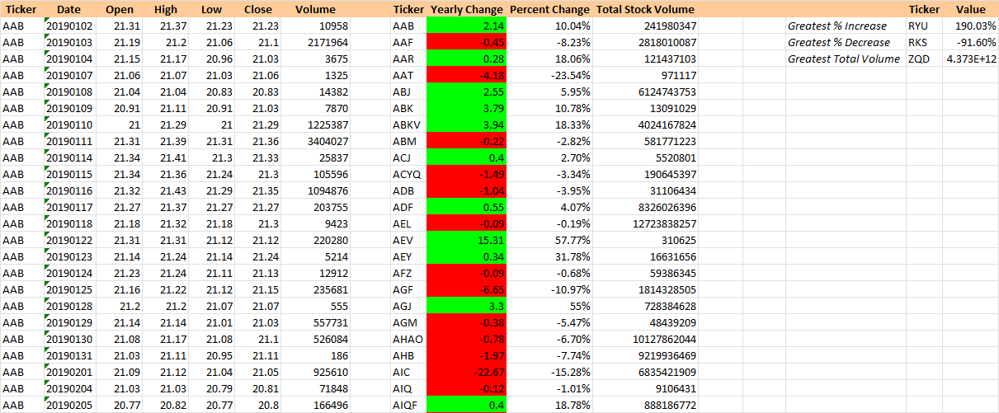 Ticker Date Open High Low Close Volume Ticker Yearly Change Percent Change Total Stock Volume Ticker Value
AAB 20190102 21.31 21.37 21.23 21.23 10958 AAB 2.14 10.04% 241980347 Greatest % Increase RYU 190.03%
AAB 20190103 21.19 21.2 21.06 21.1 2171964 AAF -0.45 -8.23% 2818010087 Greatest % Decrease RKS -91.60%
AAB 20190104 21.15 21.17 20.96 21.03 3675 AAR 0.28 18.06% 121437103 Greatest Total Volume ZQD 4.373E+12
AAB 20190107 21.06 21.07 21.03 21.06 1325 AAT -4.18 -23.54% 971117
AAB 20190108 21.04 21.04 20.83 20.83 14382 ABJ 2.55 5.95% 6124743753
AAB 20190109 20.91 21.11 20.91 21.03 7870 ABK 3.79 10.78% 13091029
AAB 20190110 21 21.29 21 21.29 1225387 ABKV 3.94 18.33% 4024167824
AAB 20190111 21.31 21.39 21.31 21.36 3404027 ABM -0.22 -2.82% 581771223
AAB 20190114 21.34 21.41 21.3 21.33 25837 ACJ 0.4 2.70% 5520801
AAB 20190115 21.34 21.36 21.24 21.3 105596 ACYQ -1.49 -3.34% 190645397
AAB 20190116 21.32 21.43 21.29 21.35 1094876 ADB -1.04 -3.95% 31106434
AAB 20190117 21.27 21.37 21.27 21.27 203755 ADF 0.55 4.07% 8326026396
AAB 20190118 21.18 21.32 21.18 21.3 9423 AEL -0.09 -0.19% 12723838257
AAB 20190122 21.31 21.31 21.12 21.12 220280 AEV 15.31 57.77% 310625
AAB 20190123 21.14 21.24 21.14 21.24 5214 AEY 0.34 31.78% 16631656
AAB 20190124 21.23 21.24 21.11 21.13 12912 AFZ -0.09 -0.68% 59386345
AAB 20190125 21.16 21.22 21.12 21.15 235681 AGF -6.65 -10.97% 1814328505
AAB 20190128 21.2 21.2 21.07 21.07 555 AGJ 3.3 55% 728384628
AAB 20190129 21.14 21.14 21.01 21.03 557731 AGM -0.38 -5.47% 48439209
AAB 20190130 21.08 21.17 21.08 21.1 526084 AHAO -0.78 -6.70% 10127862044
AAB 20190131 21.03 21.11 20.95 21.11 186 AHB -1.97 -7.74% 9219936469
AAB 20190201 21.09 21.12 21.04 21.05 925610 AIC -22.67 -15.28% 6835421909
AAB 20190204 21.03 21.03 20.79 20.81 71848 AIQ -0.12 -1.01% 9106431
AAB 20190205 20.77 20.82 20.77 20.8 166496 AIQF 0.4 18.78% 888186772